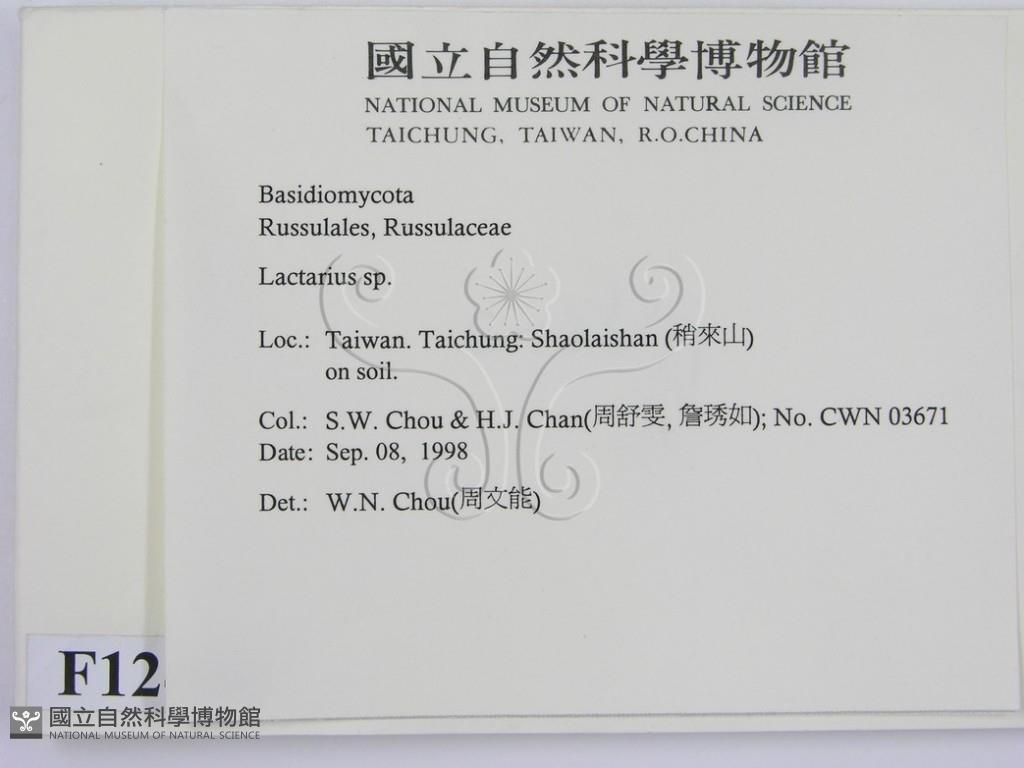 國立自然科學博物館
NATIONAL MUSEUM OF NATURAL SCIENCE
TAICHUNG, TAIWAN, R.O.CHINA
Basidiomycota
Russulales, Russulaceae
Lactarius sp.
Loc.: Taiwan. Taichung: Shaolaishan (稍來山)
on soil.
Col.: S.W. Chou & H.J. Chan(周舒雯, 詹琇如); No. CWN 03671
Date: Sep. 08, 1998
Det.: W.N. Chou(周文能)
F12
國立自然科學博物館
NATIONAL MUSEUM OF NATURAL SCIENCE